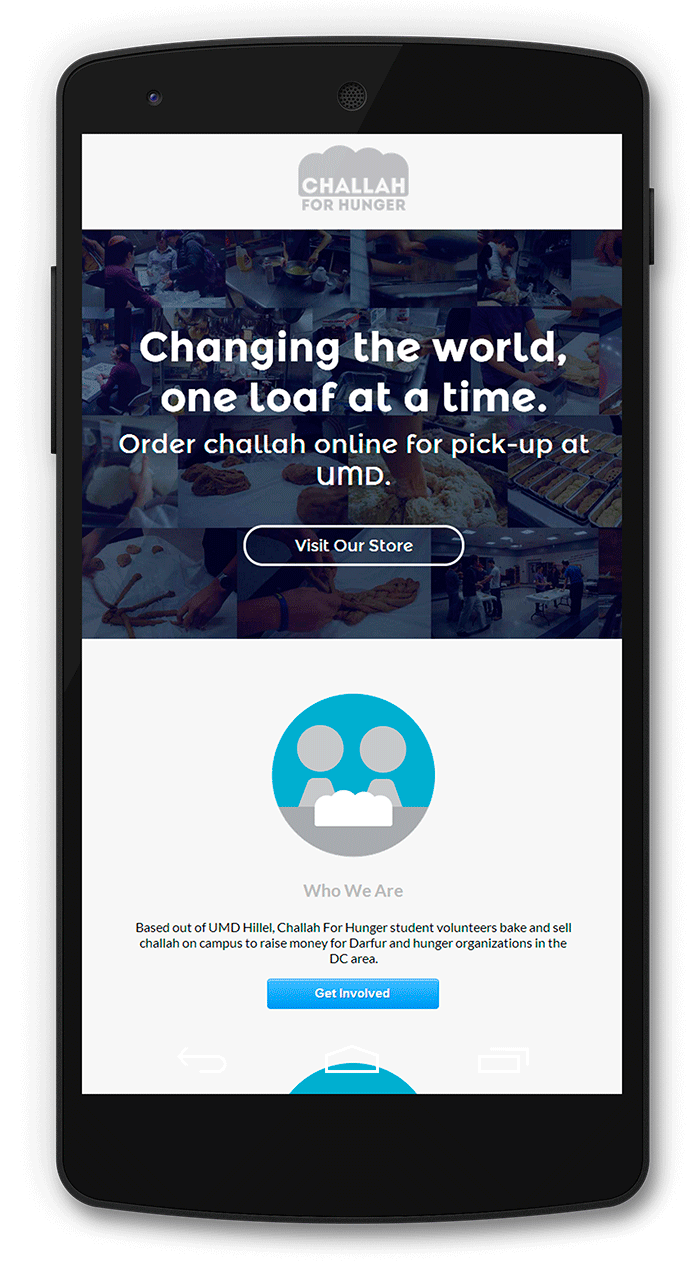 CHALLAH
FOR HUNGER
Changing the world,
one loaf at a time.
Order challah online for pick-up at
UMD.
Visit Our Store
Who We Are
Based out of UMD Hillel, Challah For Hunger student volunteers bake and sell
challah on campus to raise money for Darfur and hunger organizations in the
DC area.
Get Involved